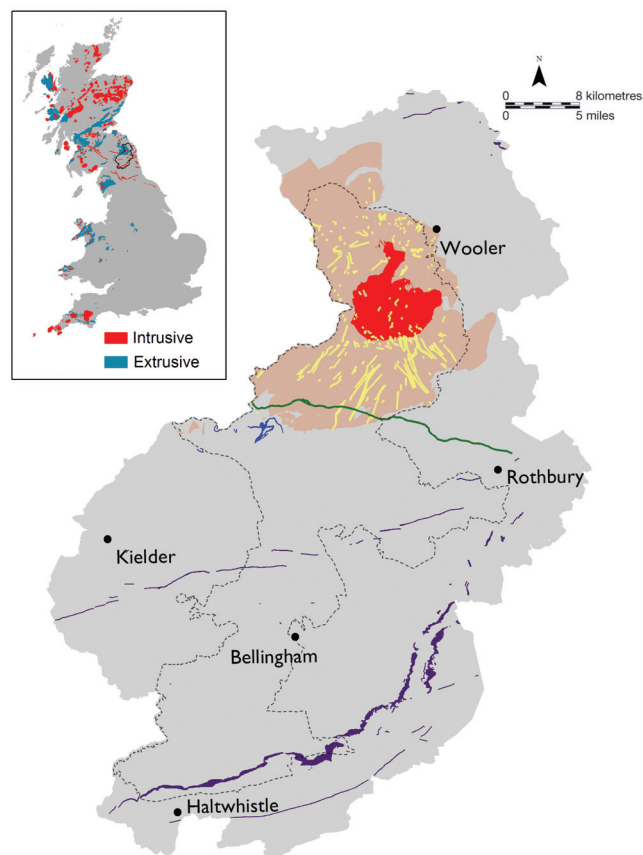 Intrusive
Extrusive
N
0 8 kilometres
0 5 miles
Wooler
Rothbury
Kielder
Bellingham
Haltwhistle